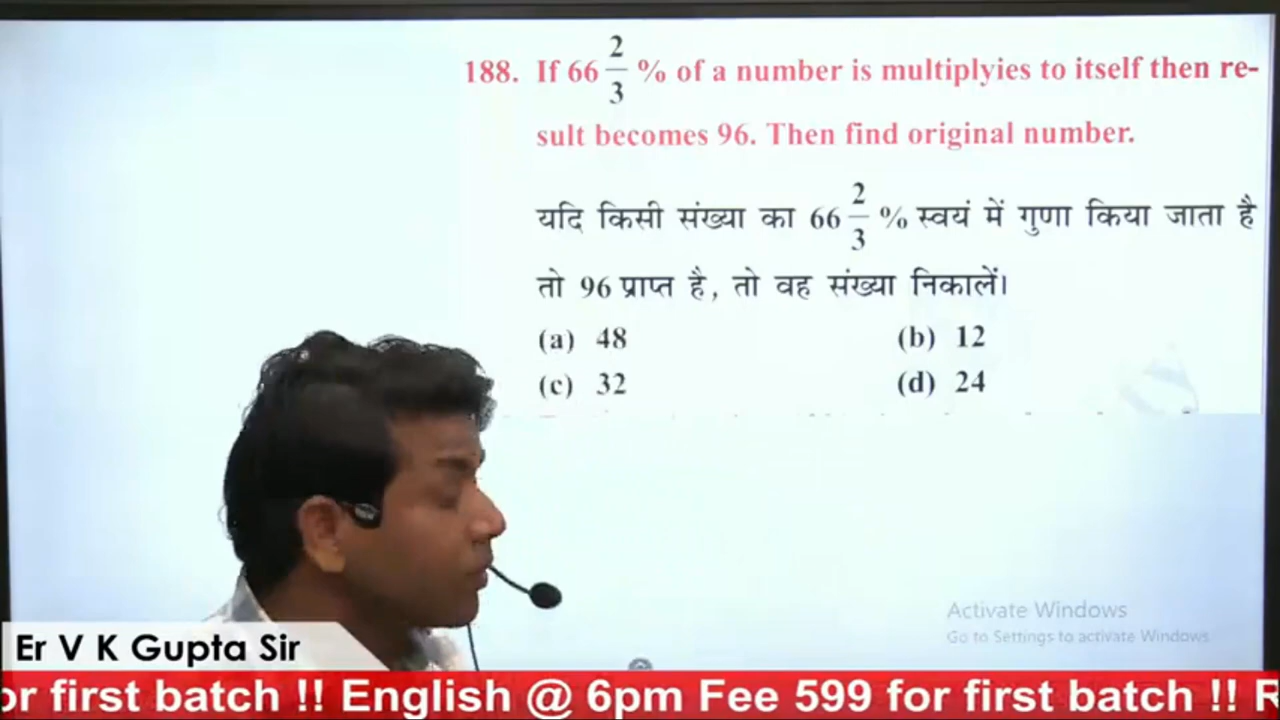 188. If 66 2/3 % of a number is multiplyies to itself then re-
sult becomes 96. Then find original number.
यदि किसी संख्या का 66 2/3 % स्वयं में गुणा किया जाता है
तो 96 प्राप्त है, तो वह संख्या निकालें।
(a) 48 (b) 12
(c) 32 (d) 24
Activate Windows
Go to Settings to activate Windows
Er V K Gupta Sir
or first batch !! English @ 6pm Fee 599 for first batch !! R